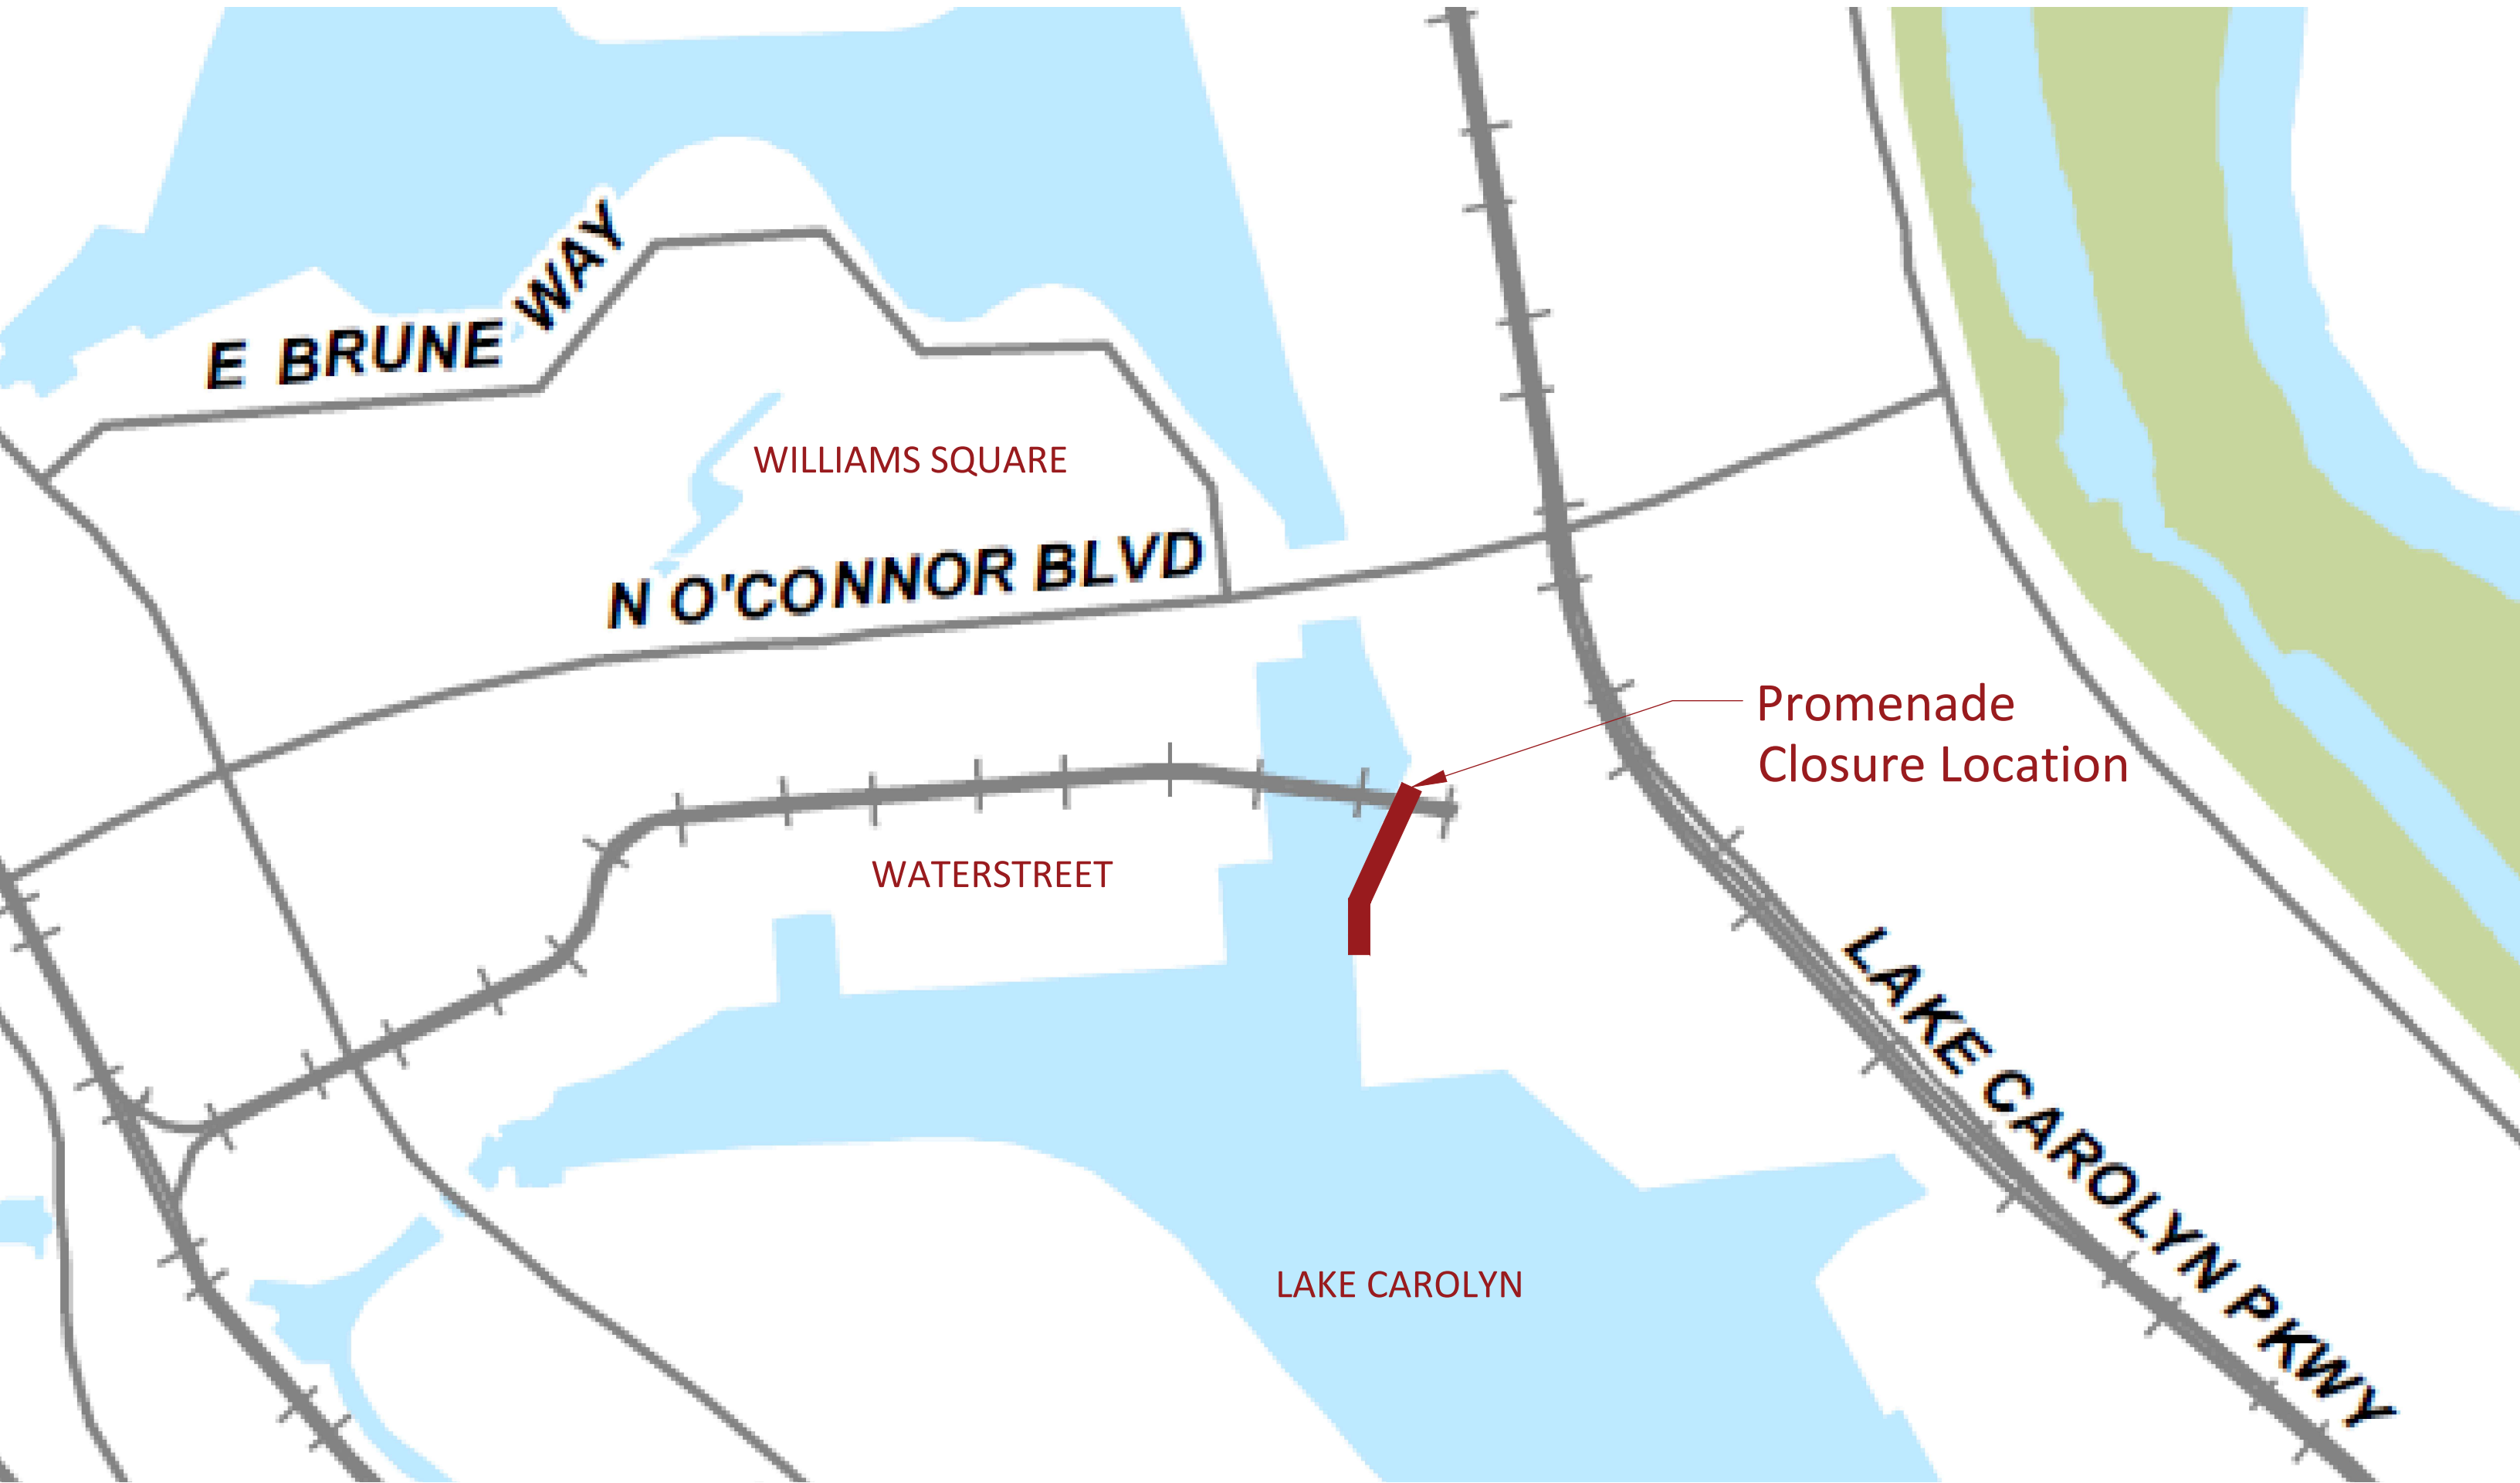 E BRUNE WAY
WILLIAMS SQUARE
N O'CONNOR BLVD
Promenade
Closure Location
WATERSTREET
LAKE CAROLYN PKWY
LAKE CAROLYN